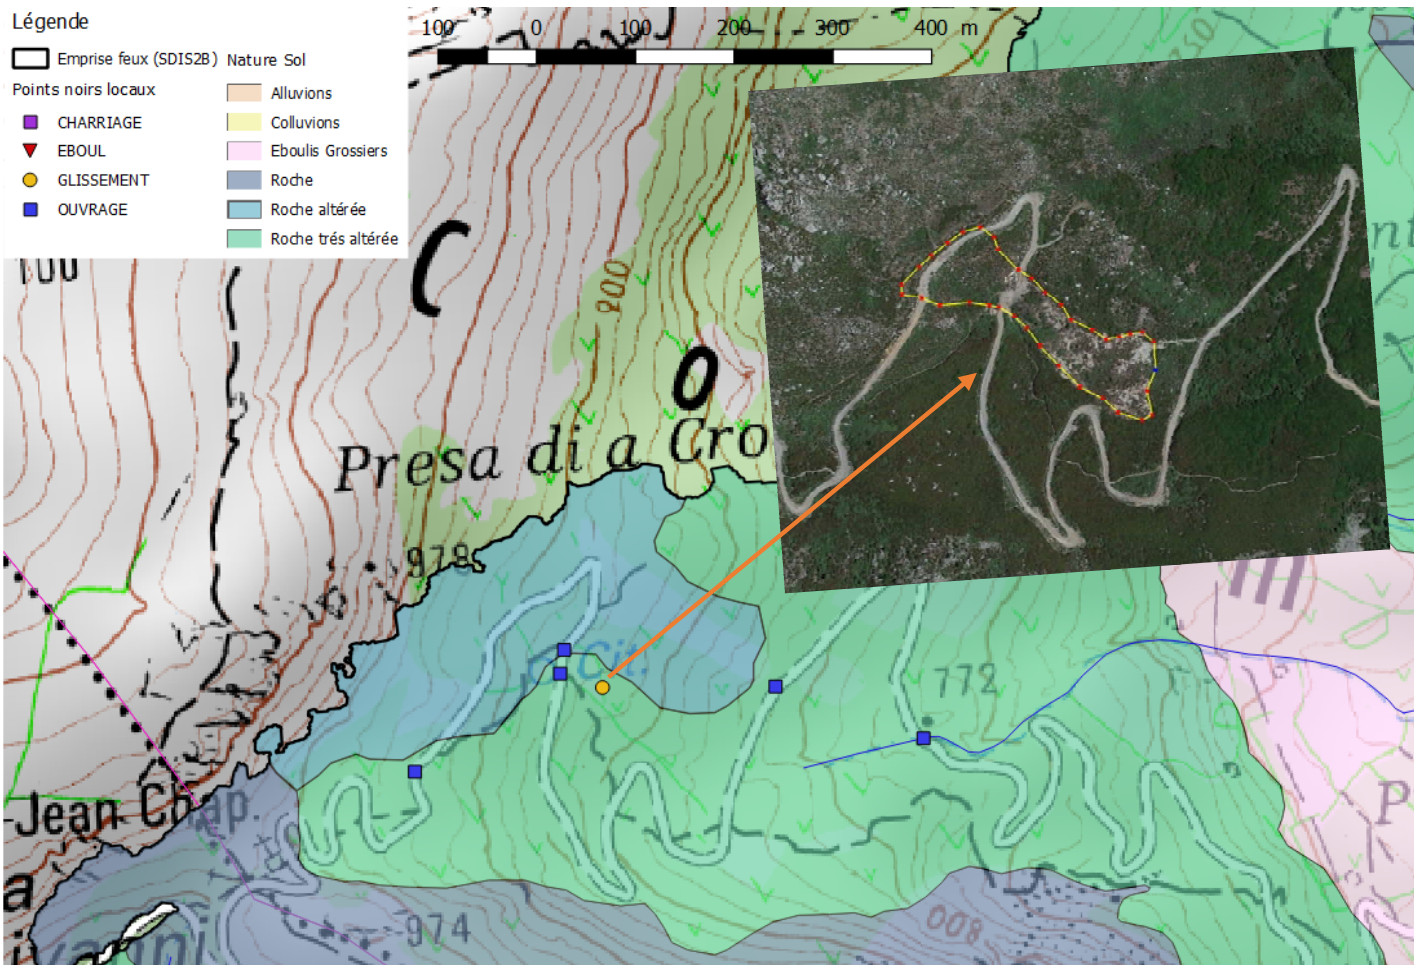 Légende
Emprise feux (SDIS2B)
Points noirs locaux
CHARRIAGE
EBOUL
GLISSEMENT
OUVRAGE
Nature Sol
Alluvions
Colluvions
Eboulis Grossiers
Roche
Roche altérée
Roche trés altérée
100 0 100 200 300 400 m
900
Presa di a Cro
978
Cit.
772
-Jean Chap.
974
800